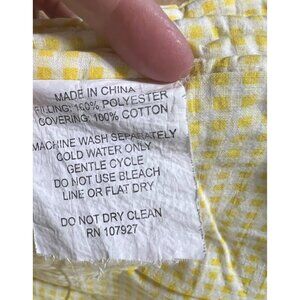 MADE IN CHINA
FILLING: 100% POLYESTER
COVERING: 100% COTTON
MACHINE WASH SEPARATELY
COLD WATER ONLY
GENTLE CYCLE
DO NOT USE BLEACH
LINE OR FLAT DRY
DO NOT DRY CLEAN
RN 107927